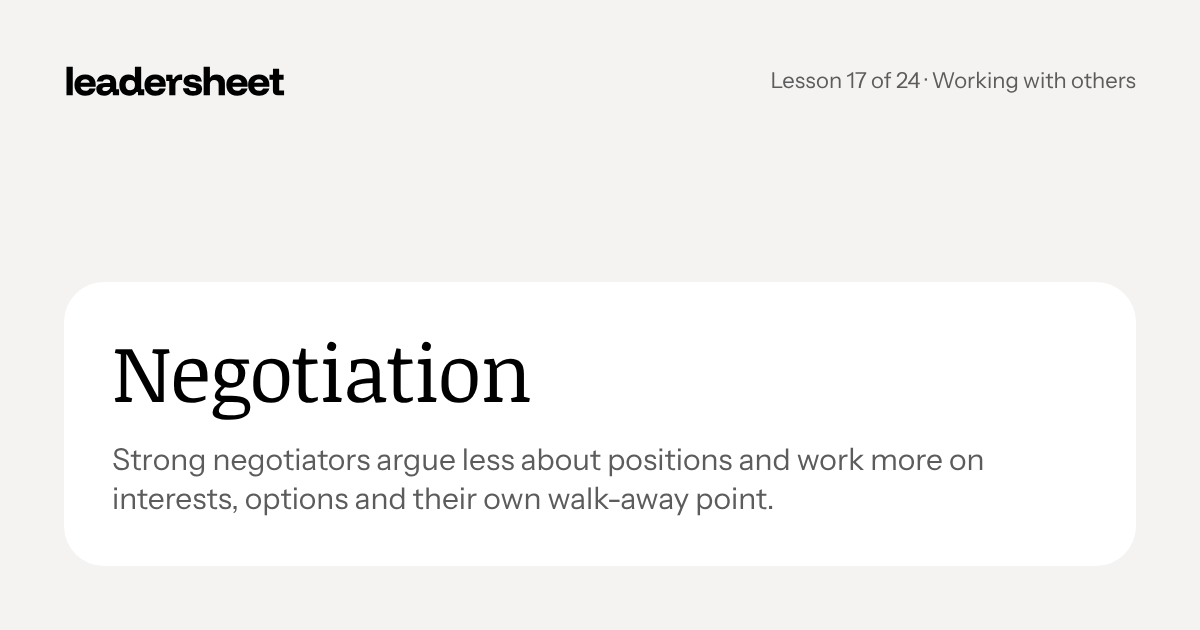 leadersheet
Lesson 17 of 24 · Working with others
Negotiation
Strong negotiators argue less about positions and work more on
interests, options and their own walk-away point.